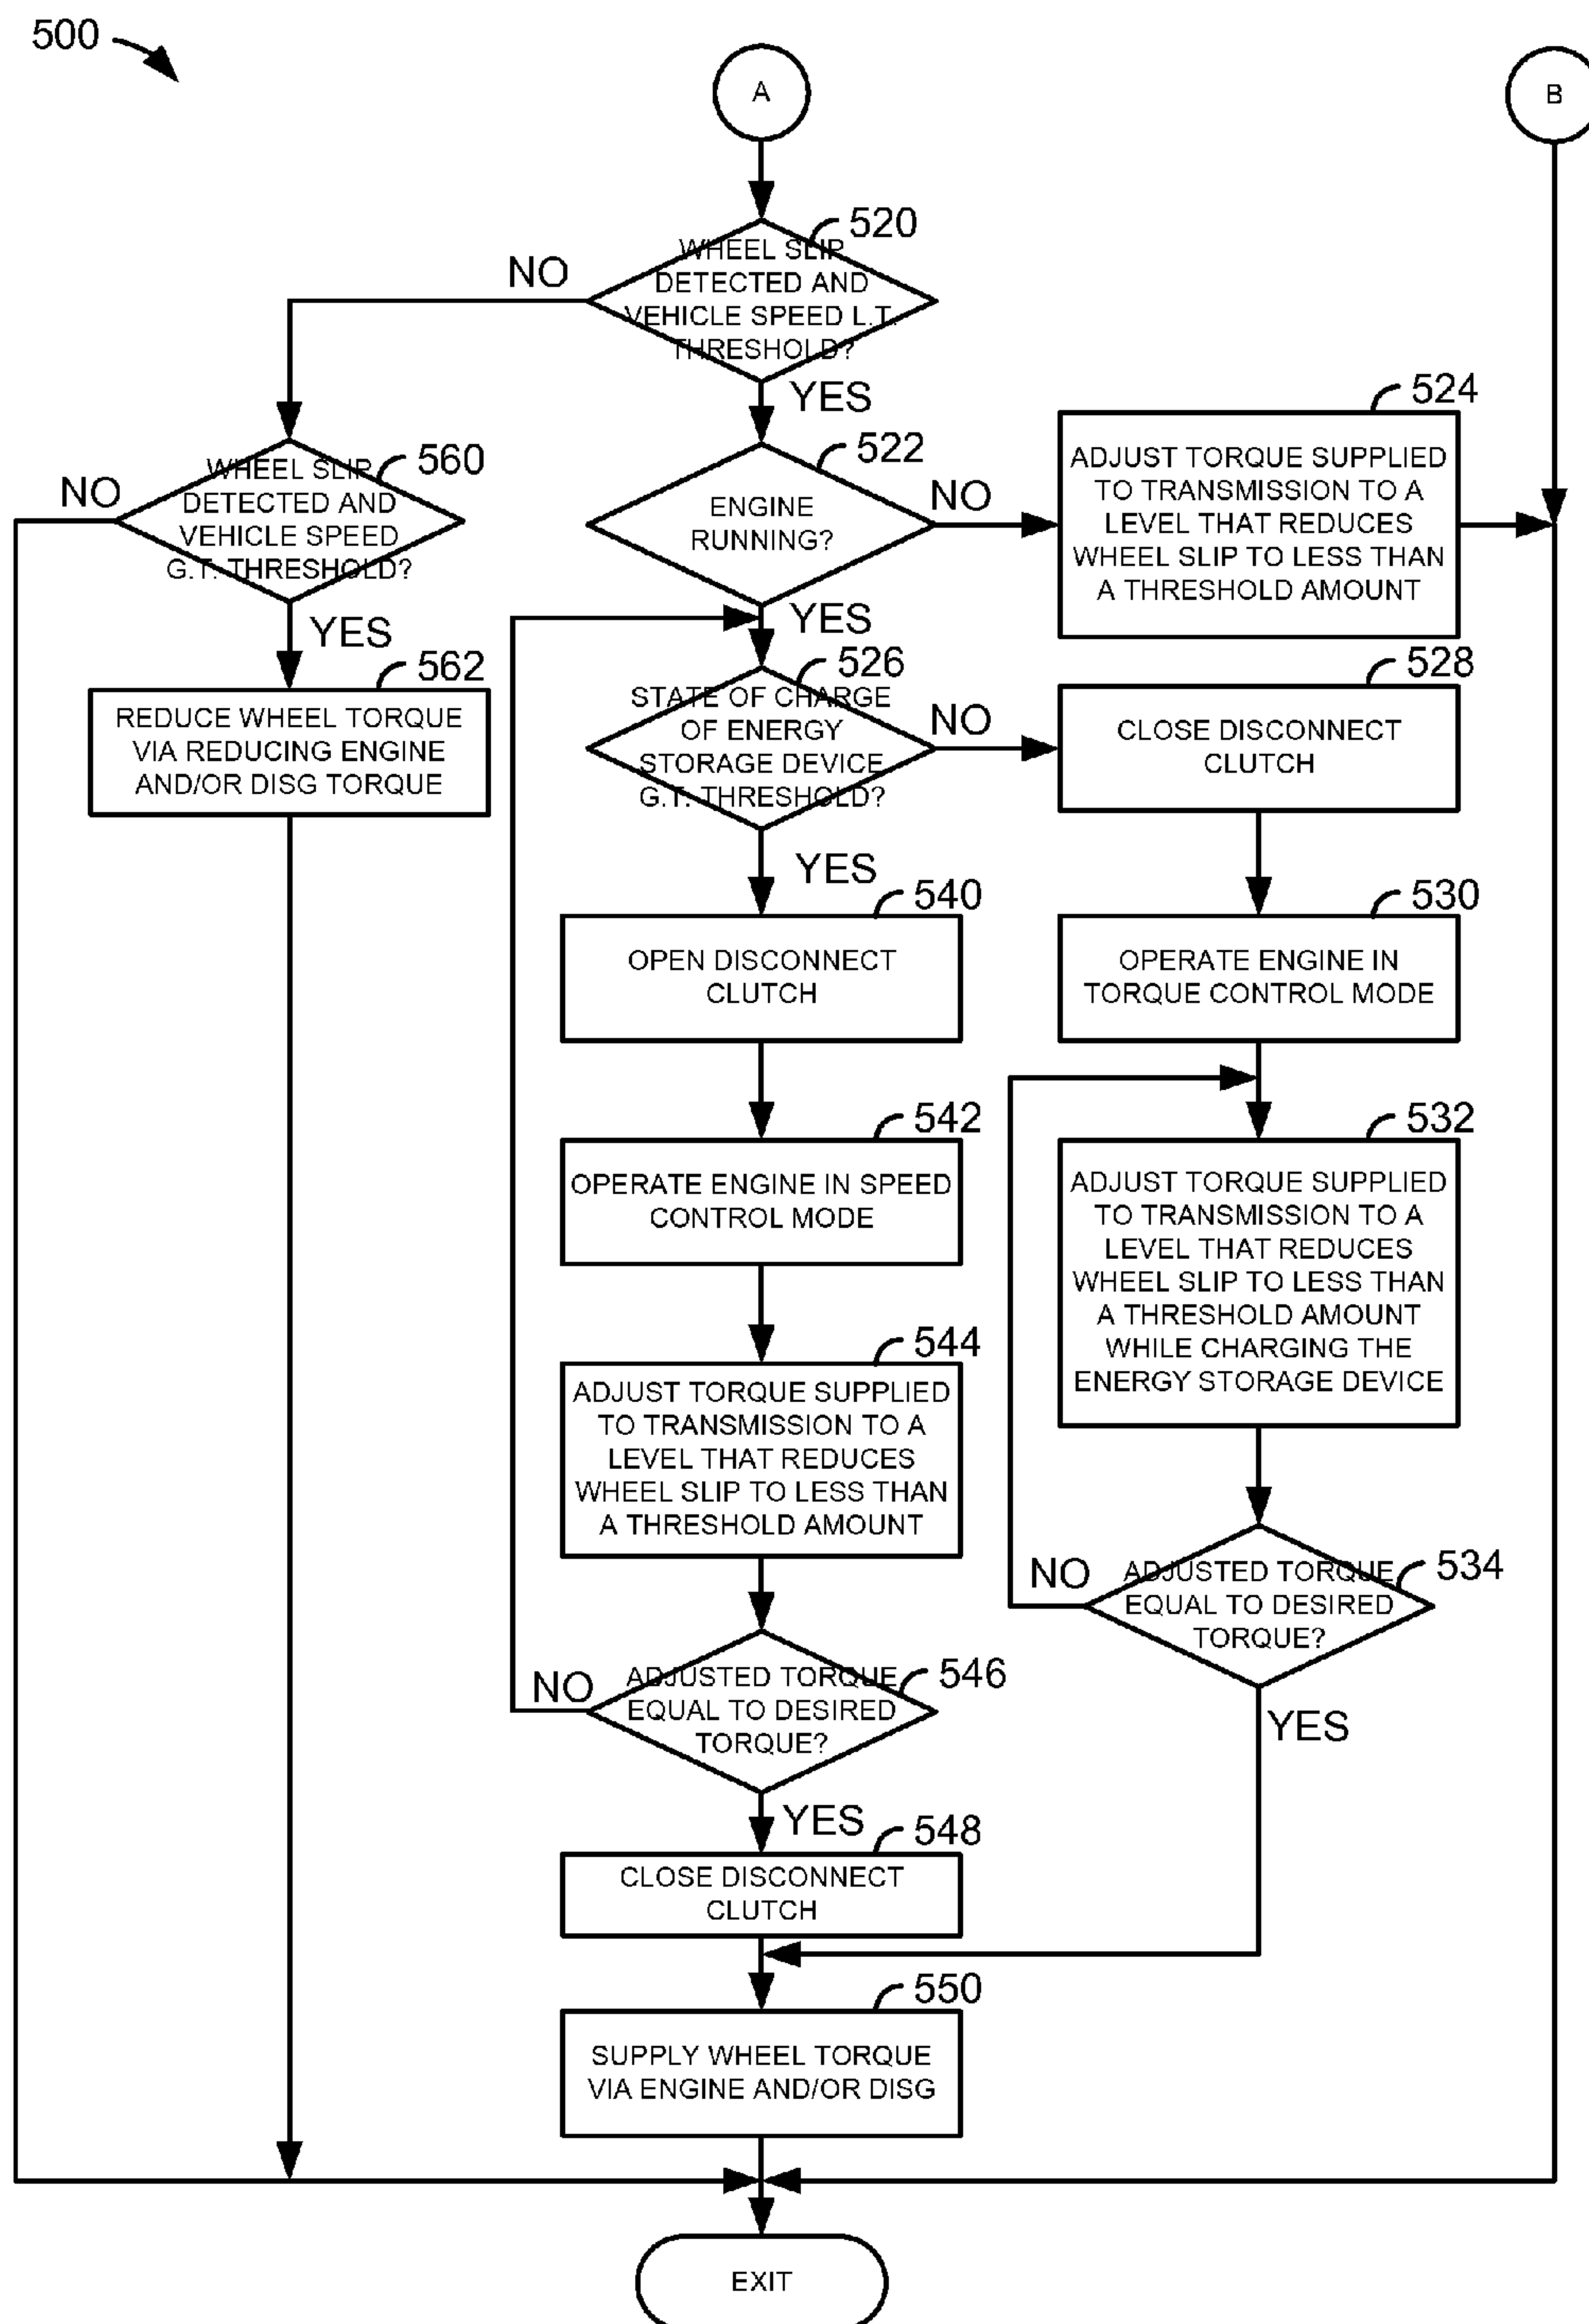 500
A
B
520
WHEEL SLIP
DETECTED AND
VEHICLE SPEED L.T.
THRESHOLD?
NO
YES
560
WHEEL SLIP
DETECTED AND
VEHICLE SPEED
G.T. THRESHOLD?
NO
YES
522
ENGINE
RUNNING?
NO
YES
524
ADJUST TORQUE SUPPLIED
TO TRANSMISSION TO A
LEVEL THAT REDUCES
WHEEL SLIP TO LESS THAN
A THRESHOLD AMOUNT
562
REDUCE WHEEL TORQUE
VIA REDUCING ENGINE
AND/OR DISG TORQUE
526
STATE OF CHARGE
OF ENERGY
STORAGE DEVICE
G.T. THRESHOLD?
NO
YES
528
CLOSE DISCONNECT
CLUTCH
540
OPEN DISCONNECT
CLUTCH
530
OPERATE ENGINE IN
TORQUE CONTROL MODE
542
OPERATE ENGINE IN SPEED
CONTROL MODE
532
ADJUST TORQUE SUPPLIED
TO TRANSMISSION TO A
LEVEL THAT REDUCES
WHEEL SLIP TO LESS THAN
A THRESHOLD AMOUNT
WHILE CHARGING THE
ENERGY STORAGE DEVICE
544
ADJUST TORQUE SUPPLIED
TO TRANSMISSION TO A
LEVEL THAT REDUCES
WHEEL SLIP TO LESS THAN
A THRESHOLD AMOUNT
534
ADJUSTED TORQUE
EQUAL TO DESIRED
TORQUE?
NO
YES
546
ADJUSTED TORQUE
EQUAL TO DESIRED
TORQUE?
NO
YES
548
CLOSE DISCONNECT
CLUTCH
550
SUPPLY WHEEL TORQUE
VIA ENGINE AND/OR DISG
EXIT